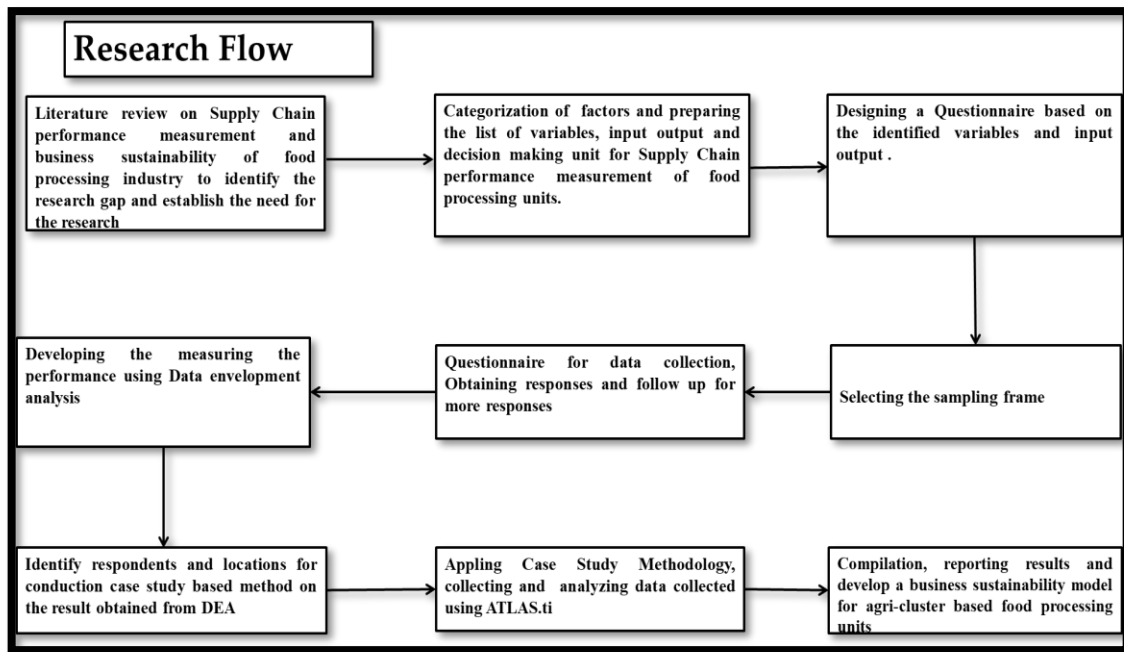 Research Flow
Literature review on Supply Chain
performance measurement and
business sustainability of food
processing industry to identify the
research gap and establish the need for
the research
Categorization of factors and preparing
the list of variables, input output and
decision making unit for Supply Chain
performance measurement of food
processing units.
Designing a Questionnaire based on
the identified variables and input
output .
Selecting the sampling frame
Questionnaire for data collection,
Obtaining responses and follow up for
more responses
Developing the measuring the
performance using Data envelopment
analysis
Identify respondents and locations for
conduction case study based method on
the result obtained from DEA
Appling Case Study Methodology,
collecting and analyzing data collected
using ATLAS.ti
Compilation, reporting results and
develop a business sustainability model
for agri-cluster based food processing
units